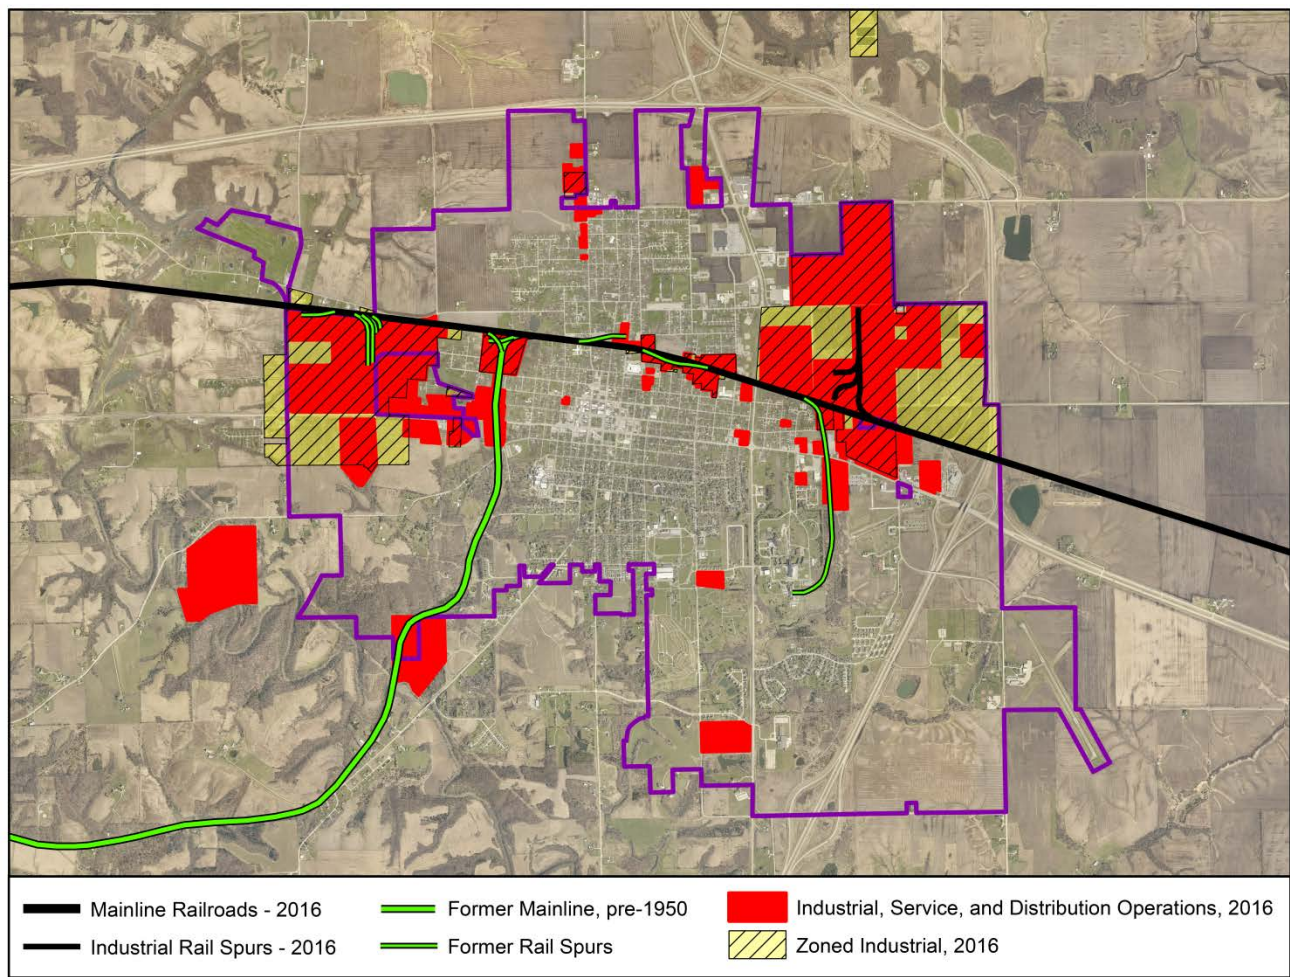 Mainline Railroads - 2016
Former Mainline, pre-1950
Industrial, Service, and Distribution Operations, 2016
Industrial Rail Spurs - 2016
Former Rail Spurs
Zoned Industrial, 2016